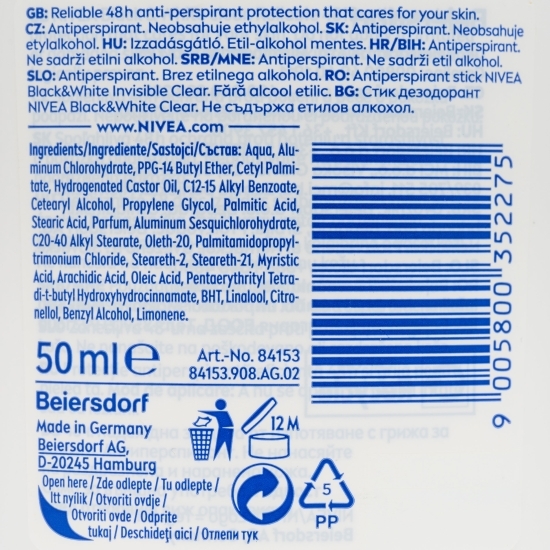 GB: Reliable 48h anti-perspirant protection that cares for your skin.
CZ: Antiperspirant. Neobsahuje ethylalkohol. SK: Antiperspirant. Neobsahuje
etylalkohol. HU: Izzadásgátló. Etil-alkohol mentes. HR/BIH: Antiperspirant.
Ne sadrži etilni alkohol. SRB/MNE: Antiperspirant. Ne sadrži etil alkohol.
SLO: Antiperspirant. Brez etilnega alkohola. RO: Antiperspirant stick NIVEA
Black&White Invisible Clear. Fără alcool etilic. BG: Стик дезодорант
NIVEA Black&White Clear. Не съдържа етилов алкохол.
www.NIVEA.com
Ingredients/Ingrediente/Sastojci/Състав: Aqua, Alu-
minum Chlorohydrate, PPG-14 Butyl Ether, Cetyl Palmi-
tate, Hydrogenated Castor Oil, C12-15 Alkyl Benzoate,
Cetearyl Alcohol, Propylene Glycol, Palmitic Acid,
Stearic Acid, Parfum, Aluminum Sesquichlorohydrate,
C20-40 Alkyl Stearate, Oleth-20, Palmitamidopropyl-
trimonium Chloride, Steareth-2, Steareth-21, Myristic
Acid, Arachidic Acid, Oleic Acid, Pentaerythrityl Tetra-
di-t-butyl Hydroxyhydrocinnamate, BHT, Linalool, Citro-
nellol, Benzyl Alcohol, Limonene.
9 005800 352275
50 ml e
Art.-No. 84153
84153.908.AG.02
Beiersdorf
Made in Germany
Beiersdorf AG,
D-20245 Hamburg
12 M
Open here / Zde odlepte / Tu odlepte /
Itt nyílik / Otvoriti ovdje /
Otvoriti ovde / Odprite
tukaj / Deschideți aici / Отлепи тук
5
PP